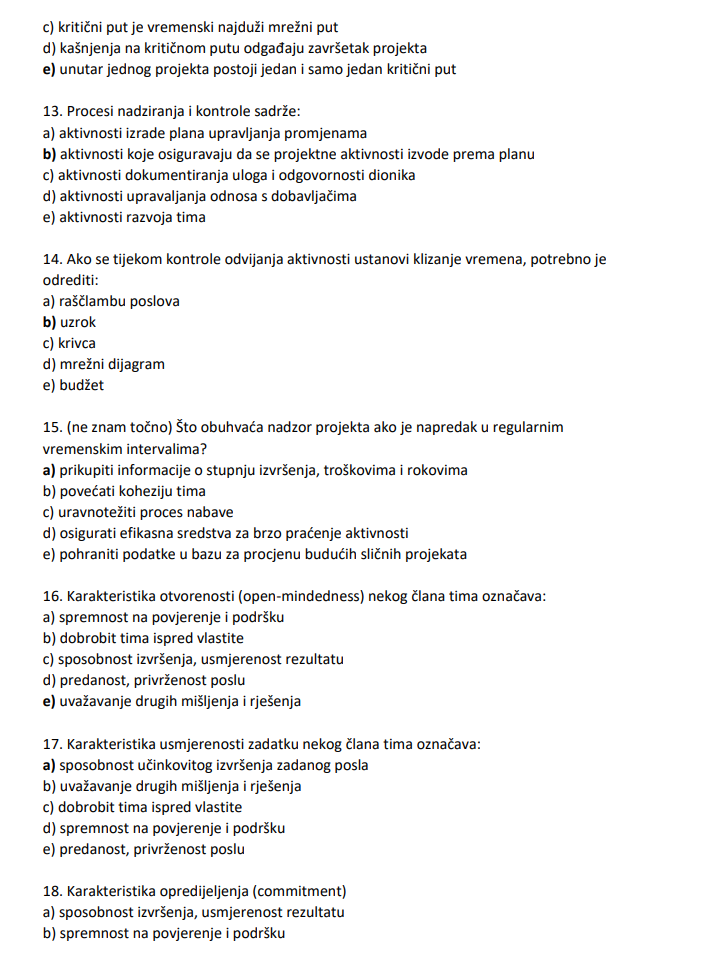 c) kritični put je vremenski najduži mrežni put
d) kašnjenja na kritičnom putu odgađaju završetak projekta
e) unutar jednog projekta postoji jedan i samo jedan kritični put
13. Procesi nadziranja i kontrole sadrže:
a) aktivnosti izrade plana upravljanja promjenama
b) aktivnosti koje osiguravaju da se projektne aktivnosti izvode prema planu
c) aktivnosti dokumentiranja uloga i odgovornosti dionika
d) aktivnosti upravaljanja odnosa s dobavljačima
e) aktivnosti razvoja tima
14. Ako se tijekom kontrole odvijanja aktivnosti ustanovi klizanje vremena, potrebno je
odrediti:
a) raščlambu poslova
b) uzrok
c) krivca
d) mrežni dijagram
e) budžet
15. (ne znam točno) Što obuhvaća nadzor projekta ako je napredak u regularnim
vremenskim intervalima?
a) prikupiti informacije o stupnju izvršenja, troškovima i rokovima
b) povećati koheziju tima
c) uravnotežiti proces nabave
d) osigurati efikasna sredstva za brzo praćenje aktivnosti
e) pohraniti podatke u bazu za procjenu budućih sličnih projekata
16. Karakteristika otvorenosti (open-mindedness) nekog člana tima označava:
a) spremnost na povjerenje i podršku
b) dobrobit tima ispred vlastite
c) sposobnost izvršenja, usmjerenost rezultatu
d) predanost, privrženost poslu
e) uvažavanje drugih mišljenja i rješenja
17. Karakteristika usmjerenosti zadatku nekog člana tima označava:
a) sposobnost učinkovitog izvršenja zadanog posla
b) uvažavanje drugih mišljenja i rješenja
c) dobrobit tima ispred vlastite
d) spremnost na povjerenje i podršku
e) predanost, privrženost poslu
18. Karakteristika opredijeljenja (commitment)
a) sposobnost izvršenja, usmjerenost rezultatu
b) spremnost na povjerenje i podršku